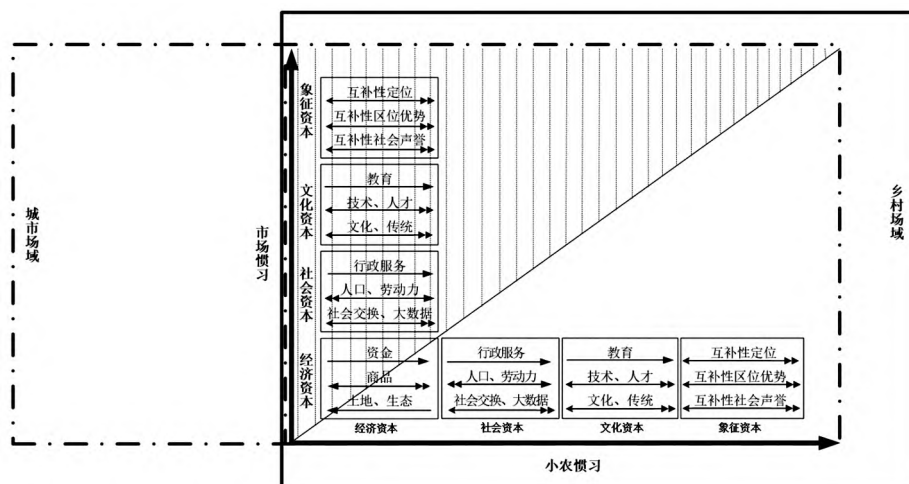 城市场域
市场惯习
象征资本
互补性定位
互补性区位优势
互补性社会声誉
文化资本
教育
技术、人才
文化、传统
社会资本
行政服务
人口、劳动力
社会交换、大数据
经济资本
资金
商品
土地、生态
行政服务
人口、劳动力
社会交换、大数据
教育
技术、人才
文化、传统
互补性定位
互补性区位优势
互补性社会声誉
经济资本
社会资本
文化资本
象征资本
小农惯习
乡村场域